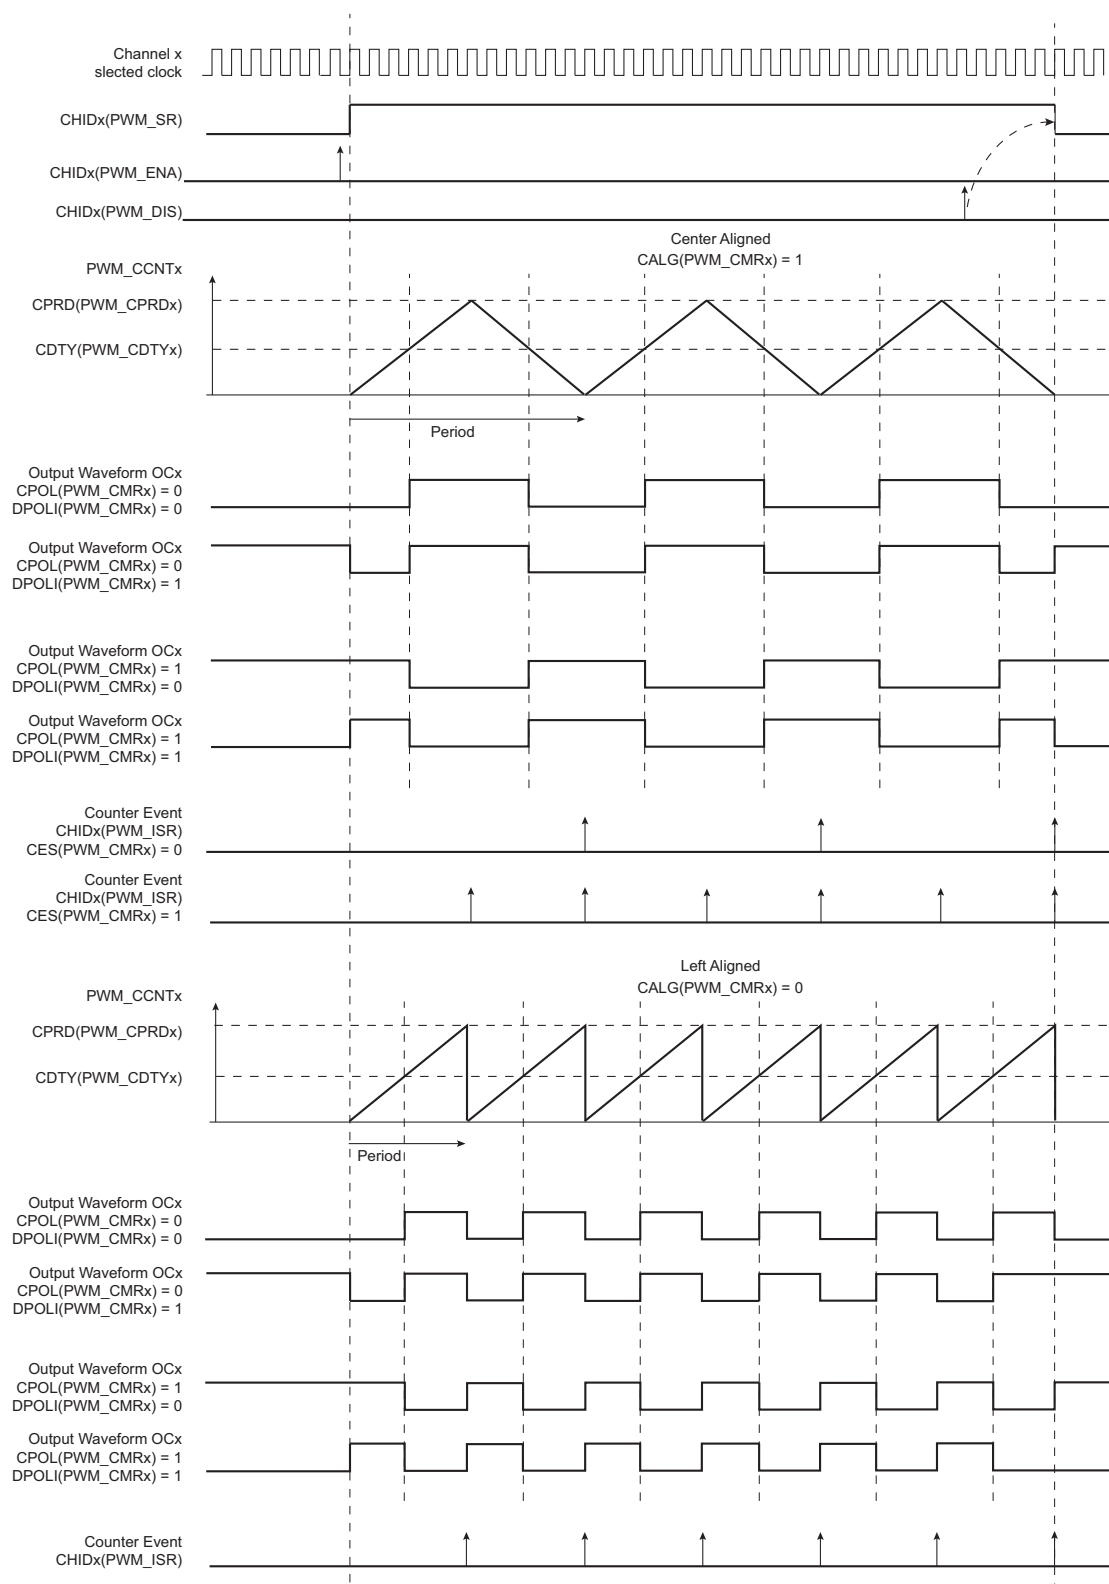 Channel x
slected clock
CHIDx(PWM_SR)
CHIDx(PWM_ENA)
CHIDx(PWM_DIS)
Center Aligned
CALG(PWM_CMRx) = 1
PWM_CCNTx
CPRD(PWM_CPRDx)
CDTY(PWM_CDTYx)
Period
Output Waveform OCx
CPOL(PWM_CMRx) = 0
DPOLI(PWM_CMRx) = 0
Output Waveform OCx
CPOL(PWM_CMRx) = 0
DPOLI(PWM_CMRx) = 1
Output Waveform OCx
CPOL(PWM_CMRx) = 1
DPOLI(PWM_CMRx) = 0
Output Waveform OCx
CPOL(PWM_CMRx) = 1
DPOLI(PWM_CMRx) = 1
Counter Event
CHIDx(PWM_ISR)
CES(PWM_CMRx) = 0
Counter Event
CHIDx(PWM_ISR)
CES(PWM_CMRx) = 1
Left Aligned
CALG(PWM_CMRx) = 0
PWM_CCNTx
CPRD(PWM_CPRDx)
CDTY(PWM_CDTYx)
Period
Output Waveform OCx
CPOL(PWM_CMRx) = 0
DPOLI(PWM_CMRx) = 0
Output Waveform OCx
CPOL(PWM_CMRx) = 0
DPOLI(PWM_CMRx) = 1
Output Waveform OCx
CPOL(PWM_CMRx) = 1
DPOLI(PWM_CMRx) = 0
Output Waveform OCx
CPOL(PWM_CMRx) = 1
DPOLI(PWM_CMRx) = 1
Counter Event
CHIDx(PWM_ISR)